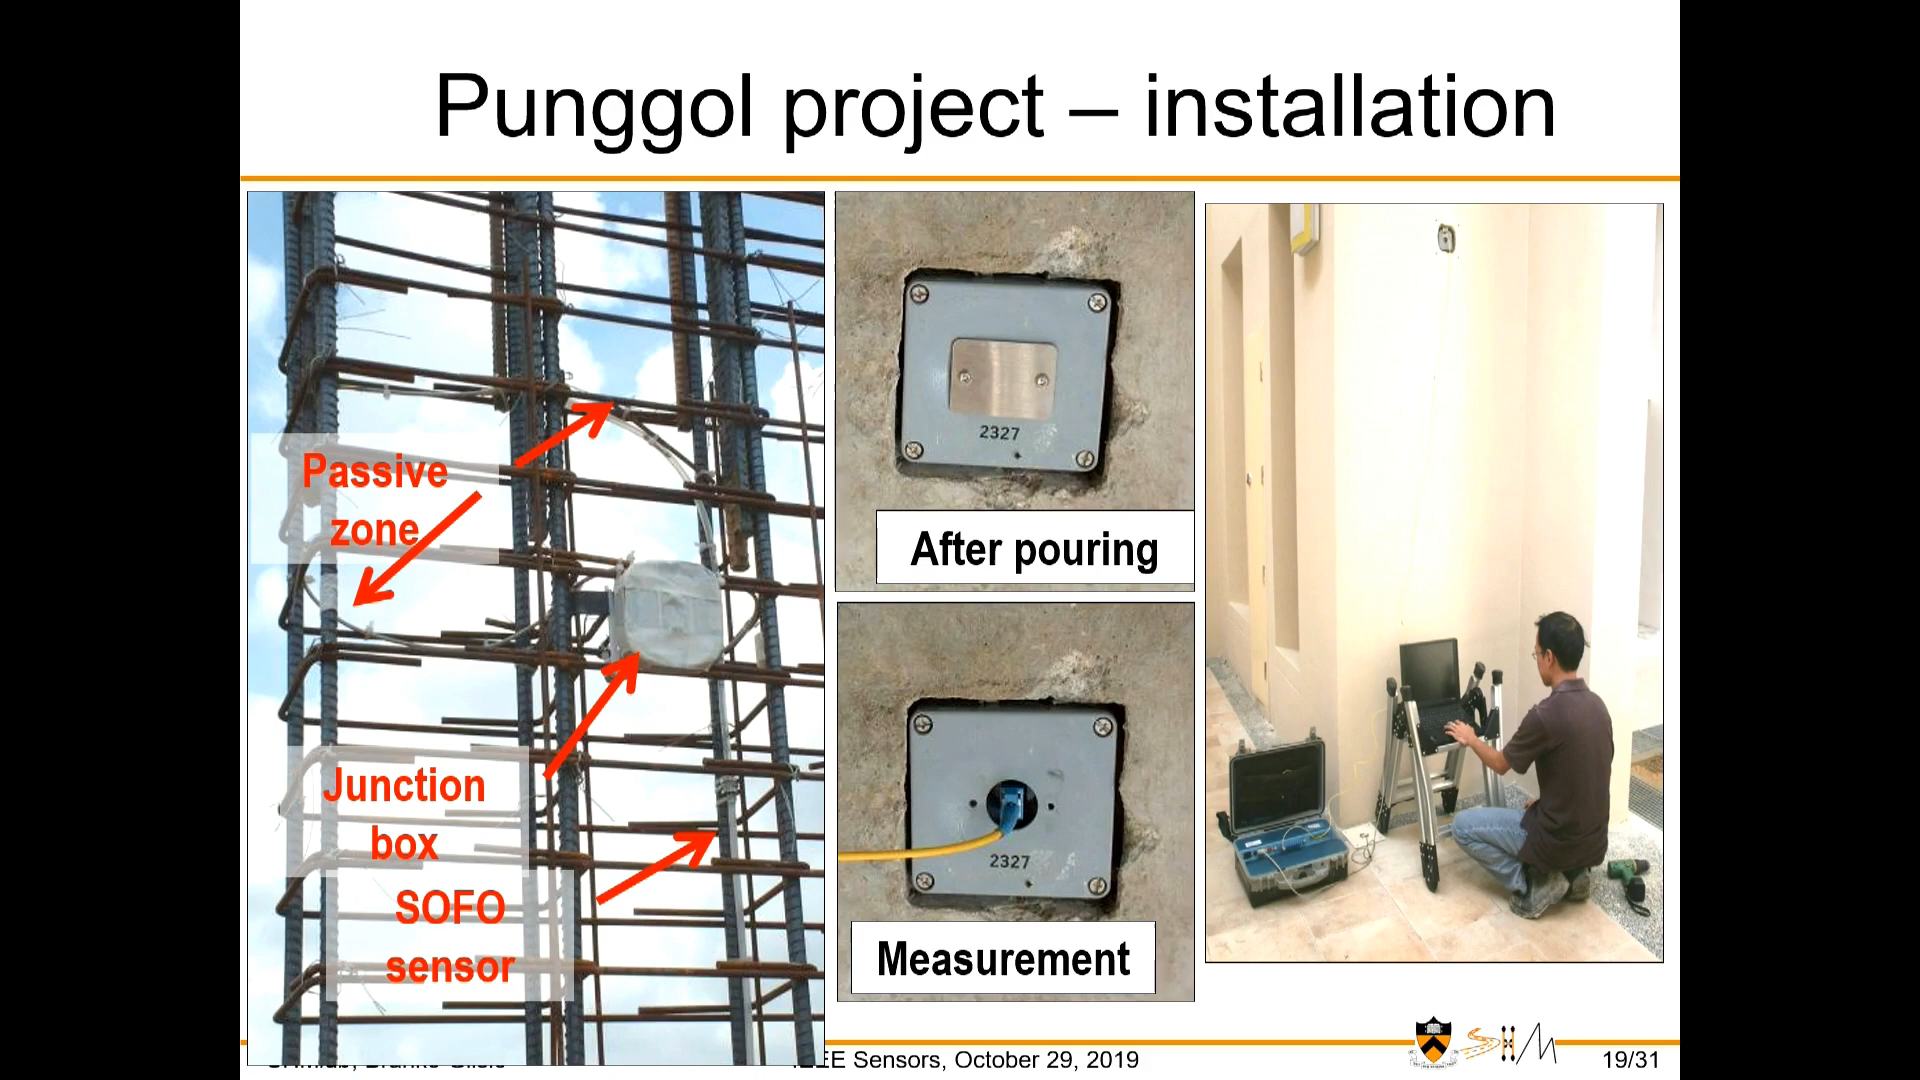 Punggol project – installation
Passive
zone
Junction
box
SOFO
sensor
2327
After pouring
2327
Measurement
Sensors, October 29, 2019
19/31